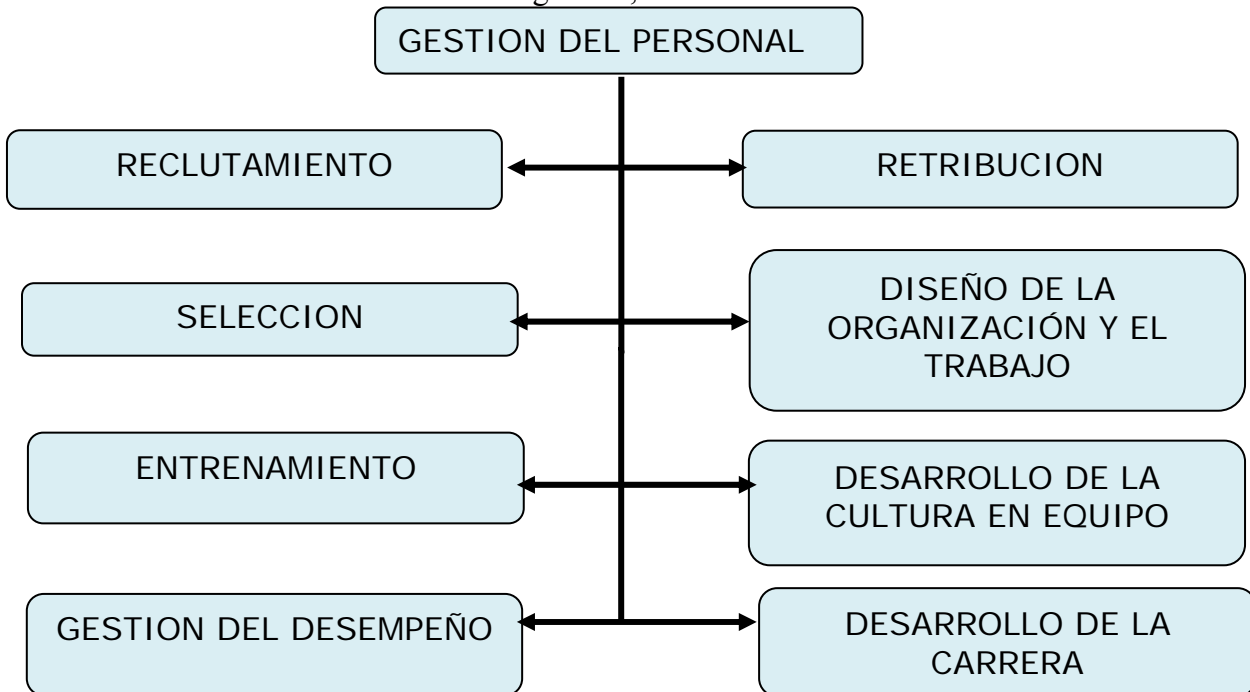 GESTION DEL PERSONAL
RECLUTAMIENTO
RETRIBUCION
SELECCION
DISEÑO DE LA
ORGANIZACIÓN Y EL
TRABAJO
ENTRENAMIENTO
DESARROLLO DE LA
CULTURA EN EQUIPO
GESTION DEL DESEMPEÑO
DESARROLLO DE LA
CARRERA